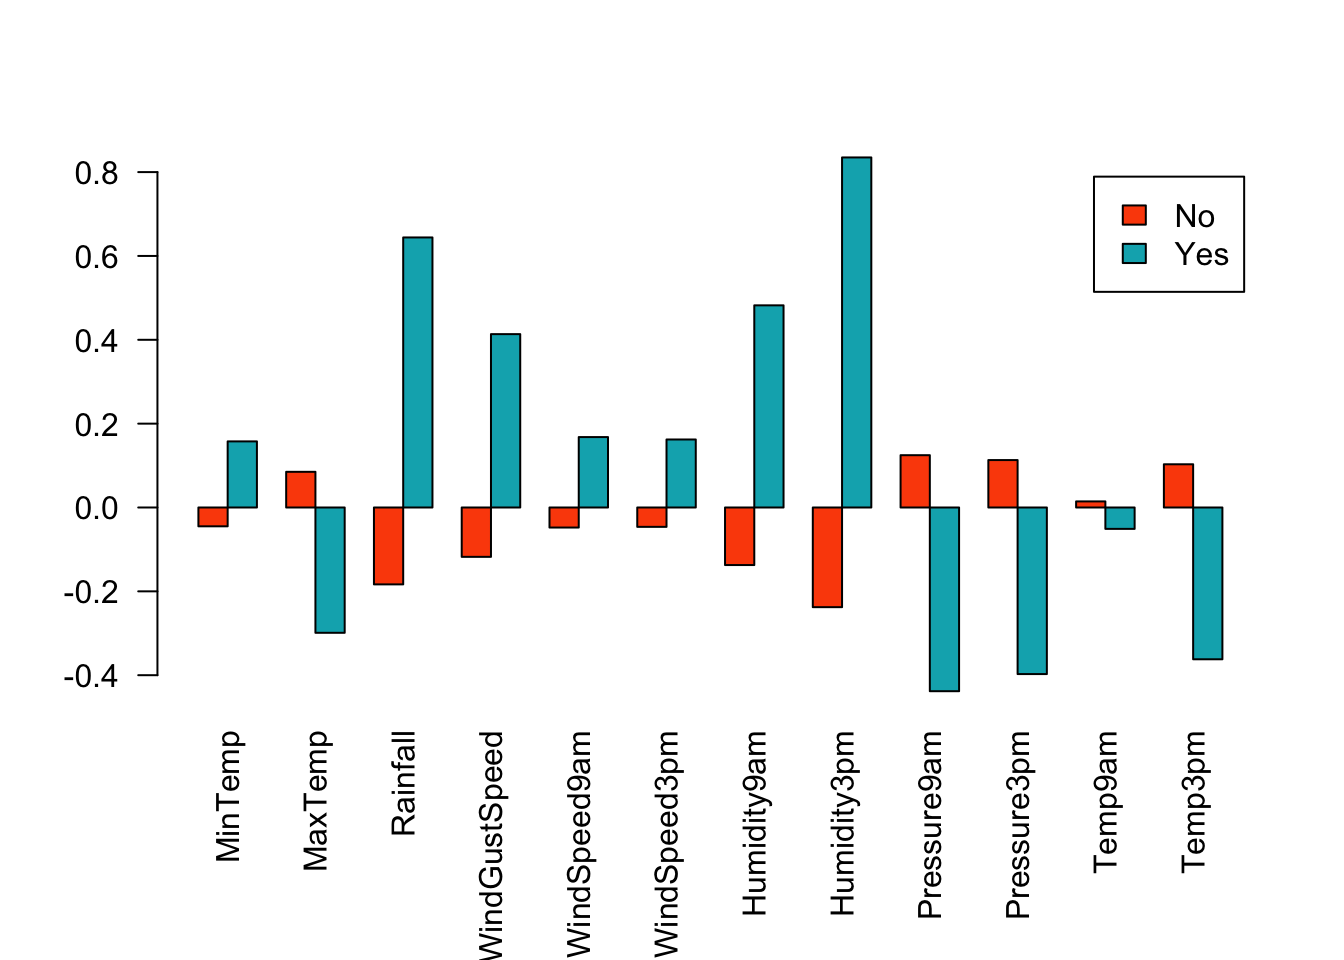 0.8
0.6
0.4
0.2
0.0
-0.2
-0.4
No
Yes
MinTemp
MaxTemp
Rainfall
WindGustSpeed
WindSpeed9am
WindSpeed3pm
Humidity9am
Humidity3pm
Pressure9am
Pressure3pm
Temp9am
Temp3pm